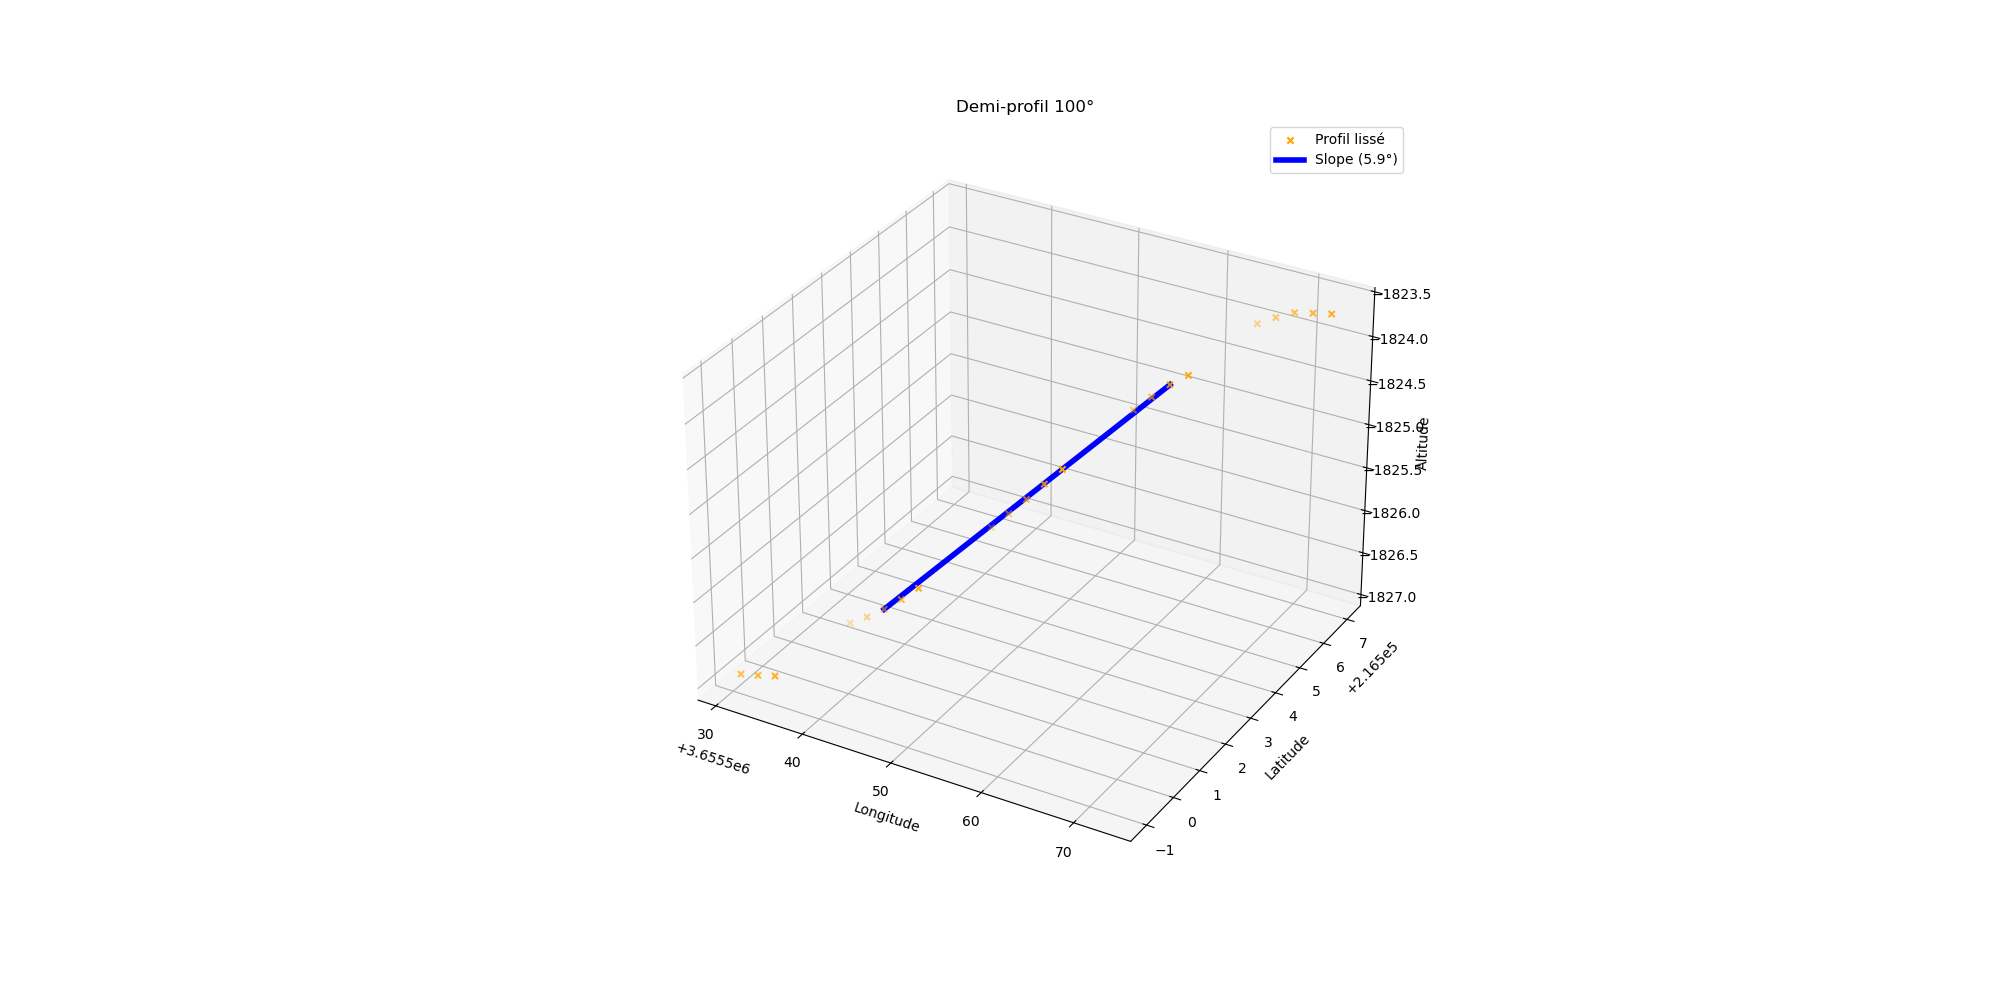 Demi-profil 100°
Profil lissé
Slope (5.9°)
−1823.5
−1824.0
−1824.5
−1825.0
−1825.5
−1826.0
−1826.5
−1827.0
Altitude
7
6
5
4
3
2
1
0
−1
+2.165e5
Latitude
30
40
50
60
70
+3.6555e6
Longitude